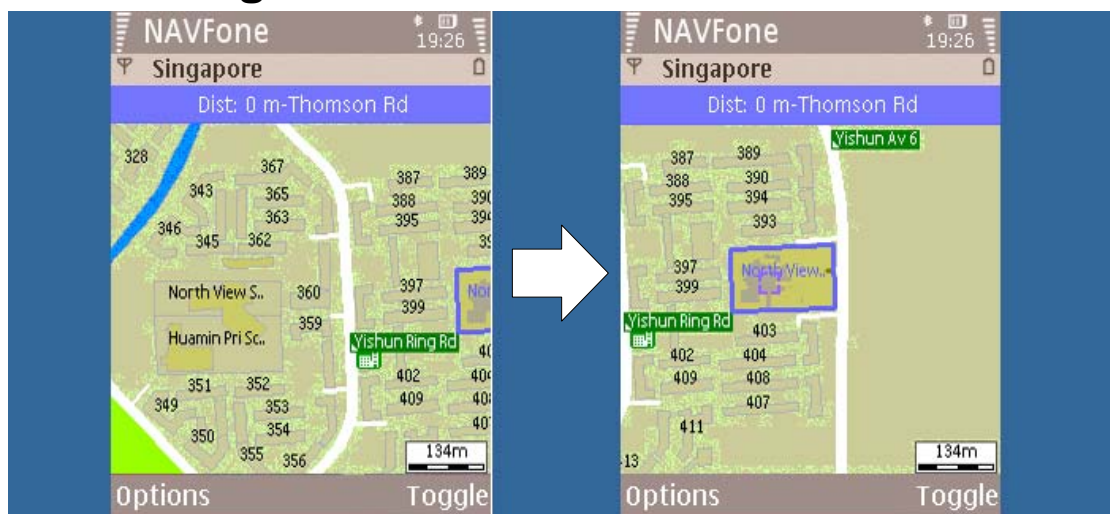 NAVFone
19:26
Singapore
Dist: 0 m-Thomson Rd
328
367
387
389
343
365
388
363
395
346
345
362
North View S..
360
397
399
359
Huamin Pri Sc..
Yishun Ring Rd
351
352
402
349
353
409
350
354
355
356
134m
Options
Toggle
NAVFone
19:26
Singapore
Dist: 0 m-Thomson Rd
Yishun Av 6
387
389
388
390
395
394
393
397
North View..
399
Yishun Ring Rd
403
402
404
409
408
407
411
134m
Options
Toggle